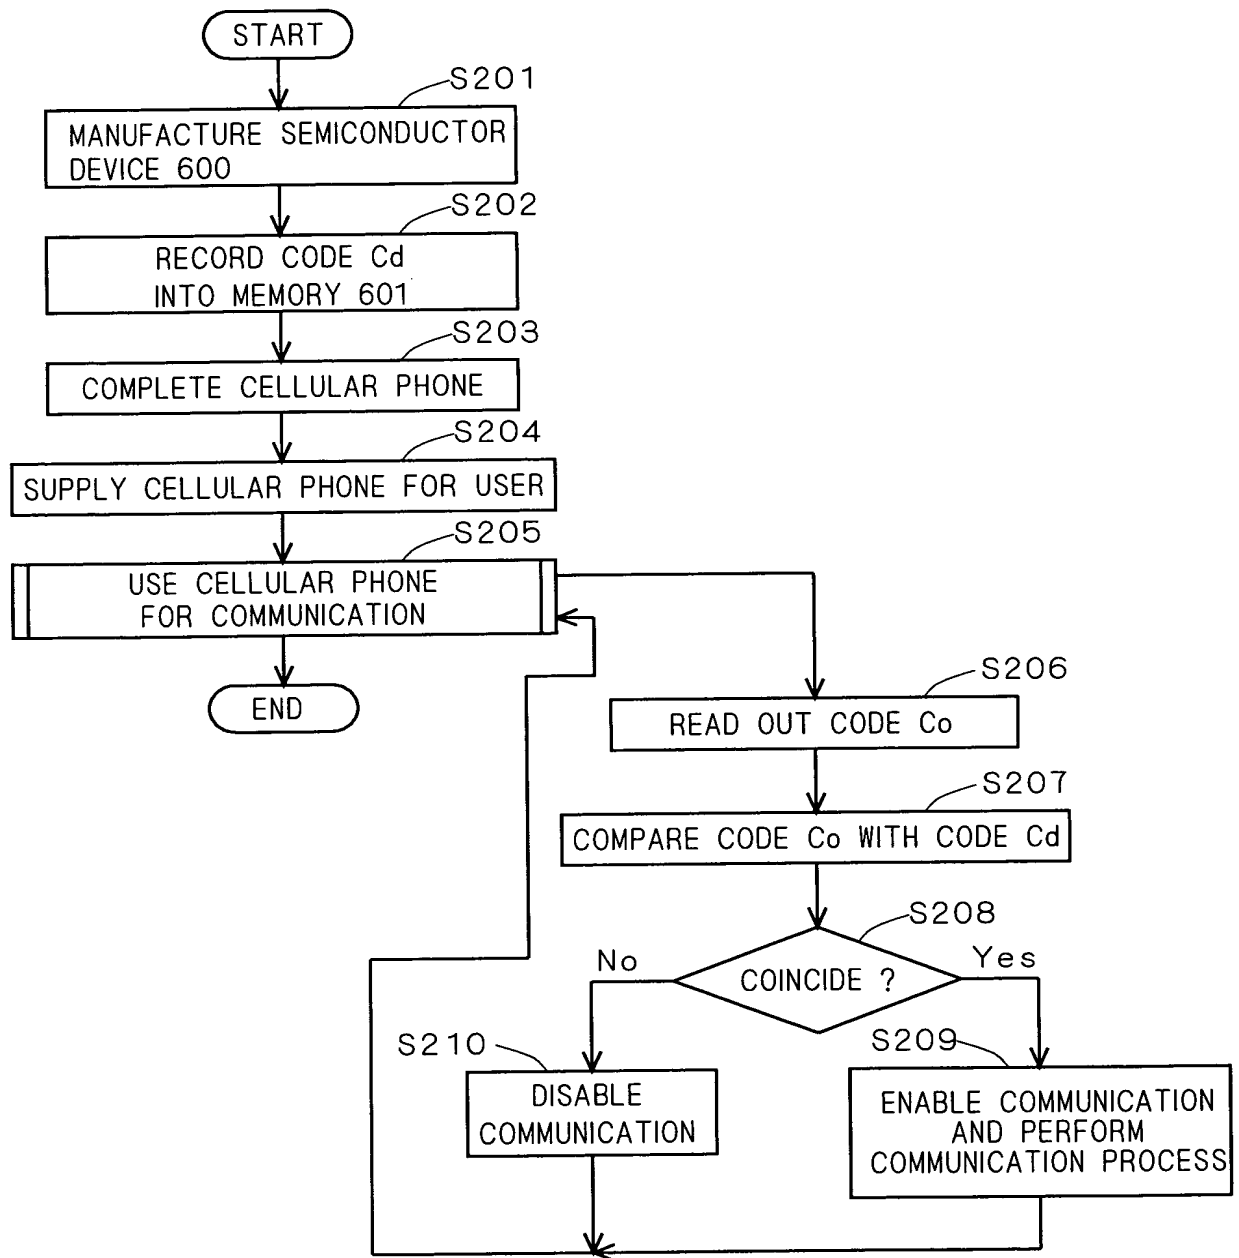 START
S201
MANUFACTURE SEMICONDUCTOR
DEVICE 600
S202
RECORD CODE Cd
INTO MEMORY 601
S203
COMPLETE CELLULAR PHONE
S204
SUPPLY CELLULAR PHONE FOR USER
S205
USE CELLULAR PHONE
FOR COMMUNICATION
END
S206
READ OUT CODE Co
S207
COMPARE CODE Co WITH CODE Cd
S208
COINCIDE ?
No
Yes
S210
DISABLE
COMMUNICATION
S209
ENABLE COMMUNICATION
AND PERFORM
COMMUNICATION PROCESS